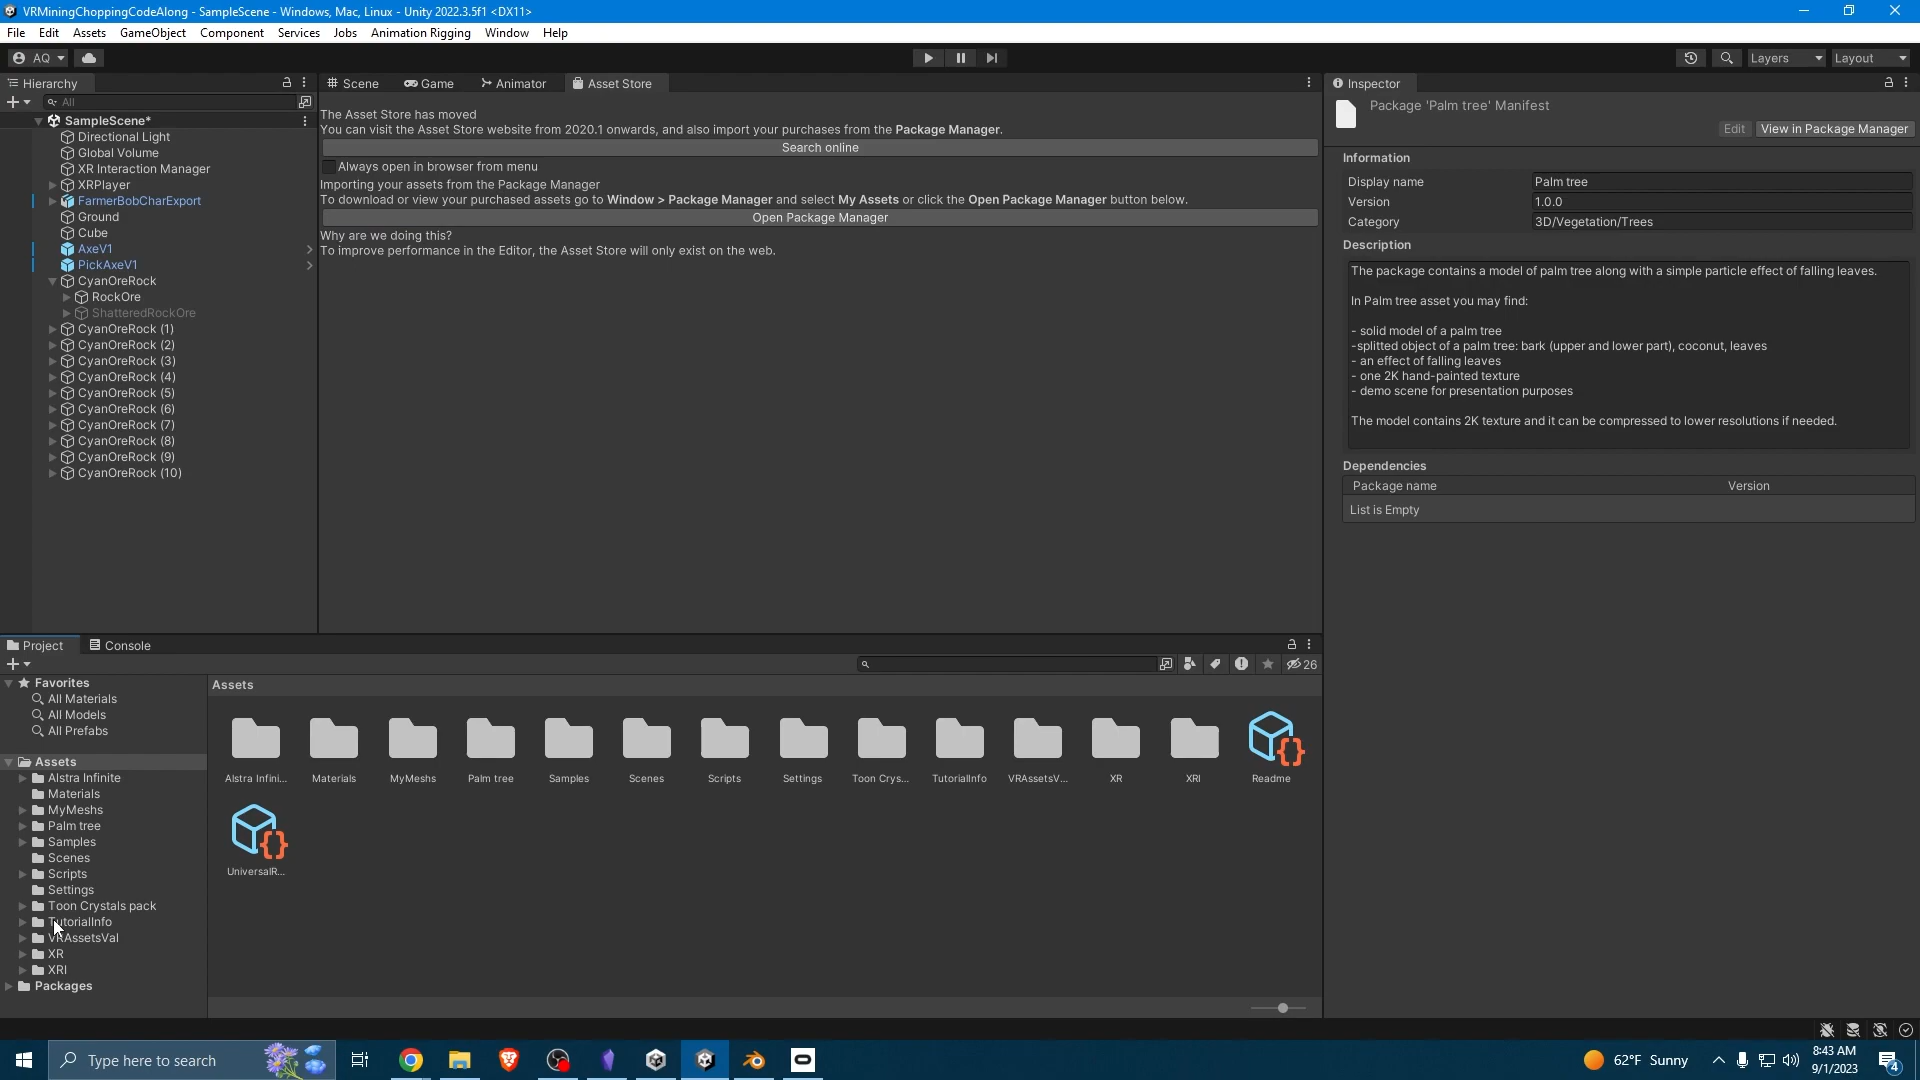 VRMiningChoppingCodeAlong - SampleScene - Windows, Mac, Linux - Unity 2022.3.5f1 <DX11>
File Edit Assets GameObject Component Services Jobs Animation Rigging Window Help
AQ
Layers
Layout
Hierarchy
All
SampleScene*
Directional Light
Global Volume
XR Interaction Manager
XRPlayer
FarmerBobCharExport
Ground
Cube
AxeV1
PickAxeV1
CyanOreRock
RockOre
ShatteredRockOre
CyanOreRock (1)
CyanOreRock (2)
CyanOreRock (3)
CyanOreRock (4)
CyanOreRock (5)
CyanOreRock (6)
CyanOreRock (7)
CyanOreRock (8)
CyanOreRock (9)
CyanOreRock (10)
Scene Game Animator Asset Store
The Asset Store has moved
You can visit the Asset Store website from 2020.1 onwards, and also import your purchases from the Package Manager.
Search online
Always open in browser from menu
Importing your assets from the Package Manager
To download or view your purchased assets go to Window > Package Manager and select My Assets or click the Open Package Manager button below.
Open Package Manager
Why are we doing this?
To improve performance in the Editor, the Asset Store will only exist on the web.
Inspector
Package 'Palm tree' Manifest
Edit View in Package Manager
Information
Display name Palm tree
Version 1.0.0
Category 3D/Vegetation/Trees
Description
The package contains a model of palm tree along with a simple particle effect of falling leaves.
In Palm tree asset you may find:
- solid model of a palm tree
-splitted object of a palm tree: bark (upper and lower part), coconut, leaves
- an effect of falling leaves
- one 2K hand-painted texture
- demo scene for presentation purposes
The model contains 2K texture and it can be compressed to lower resolutions if needed.
Dependencies
Package name Version
List is Empty
Project Console
26
Favorites
All Materials
All Models
All Prefabs
Assets
Alstra Infinite
Materials
MyMeshs
Palm tree
Samples
Scenes
Scripts
Settings
Toon Crystals pack
TutorialInfo
VRAssetsVal
XR
XRI
Packages
Assets
Alstra Infini... Materials MyMeshs Palm tree Samples Scenes Scripts Settings Toon Crys... TutorialInfo VRAssetsV... XR XRI Readme
UniversalR...
Type here to search
62°F Sunny
8:43 AM
9/1/2023
4